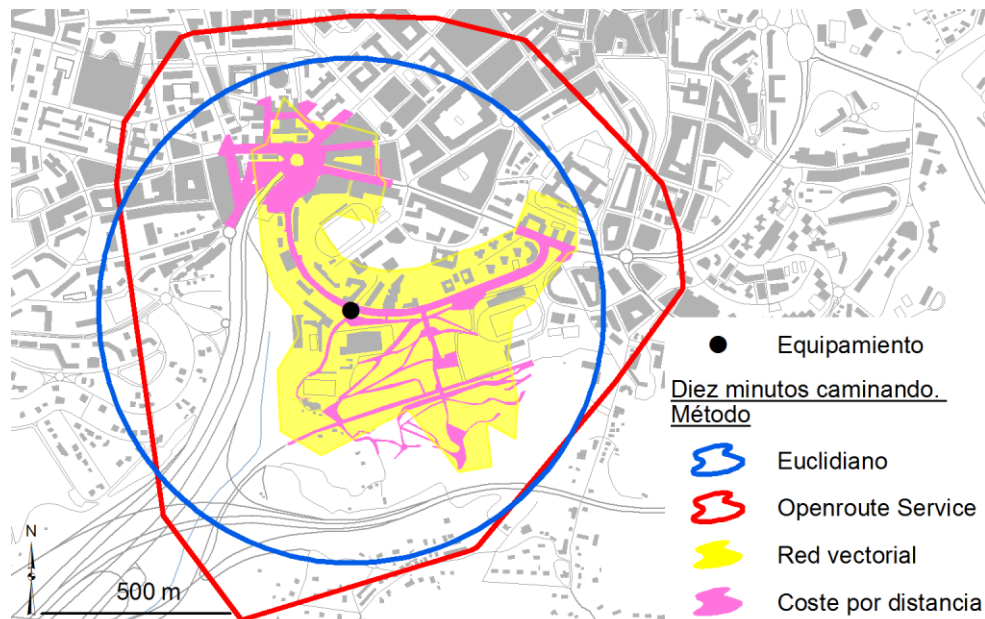 Equipamiento
Diez minutos caminando.
Método
Euclidiano
Openroute Service
Red vectorial
Coste por distancia
N
500 m